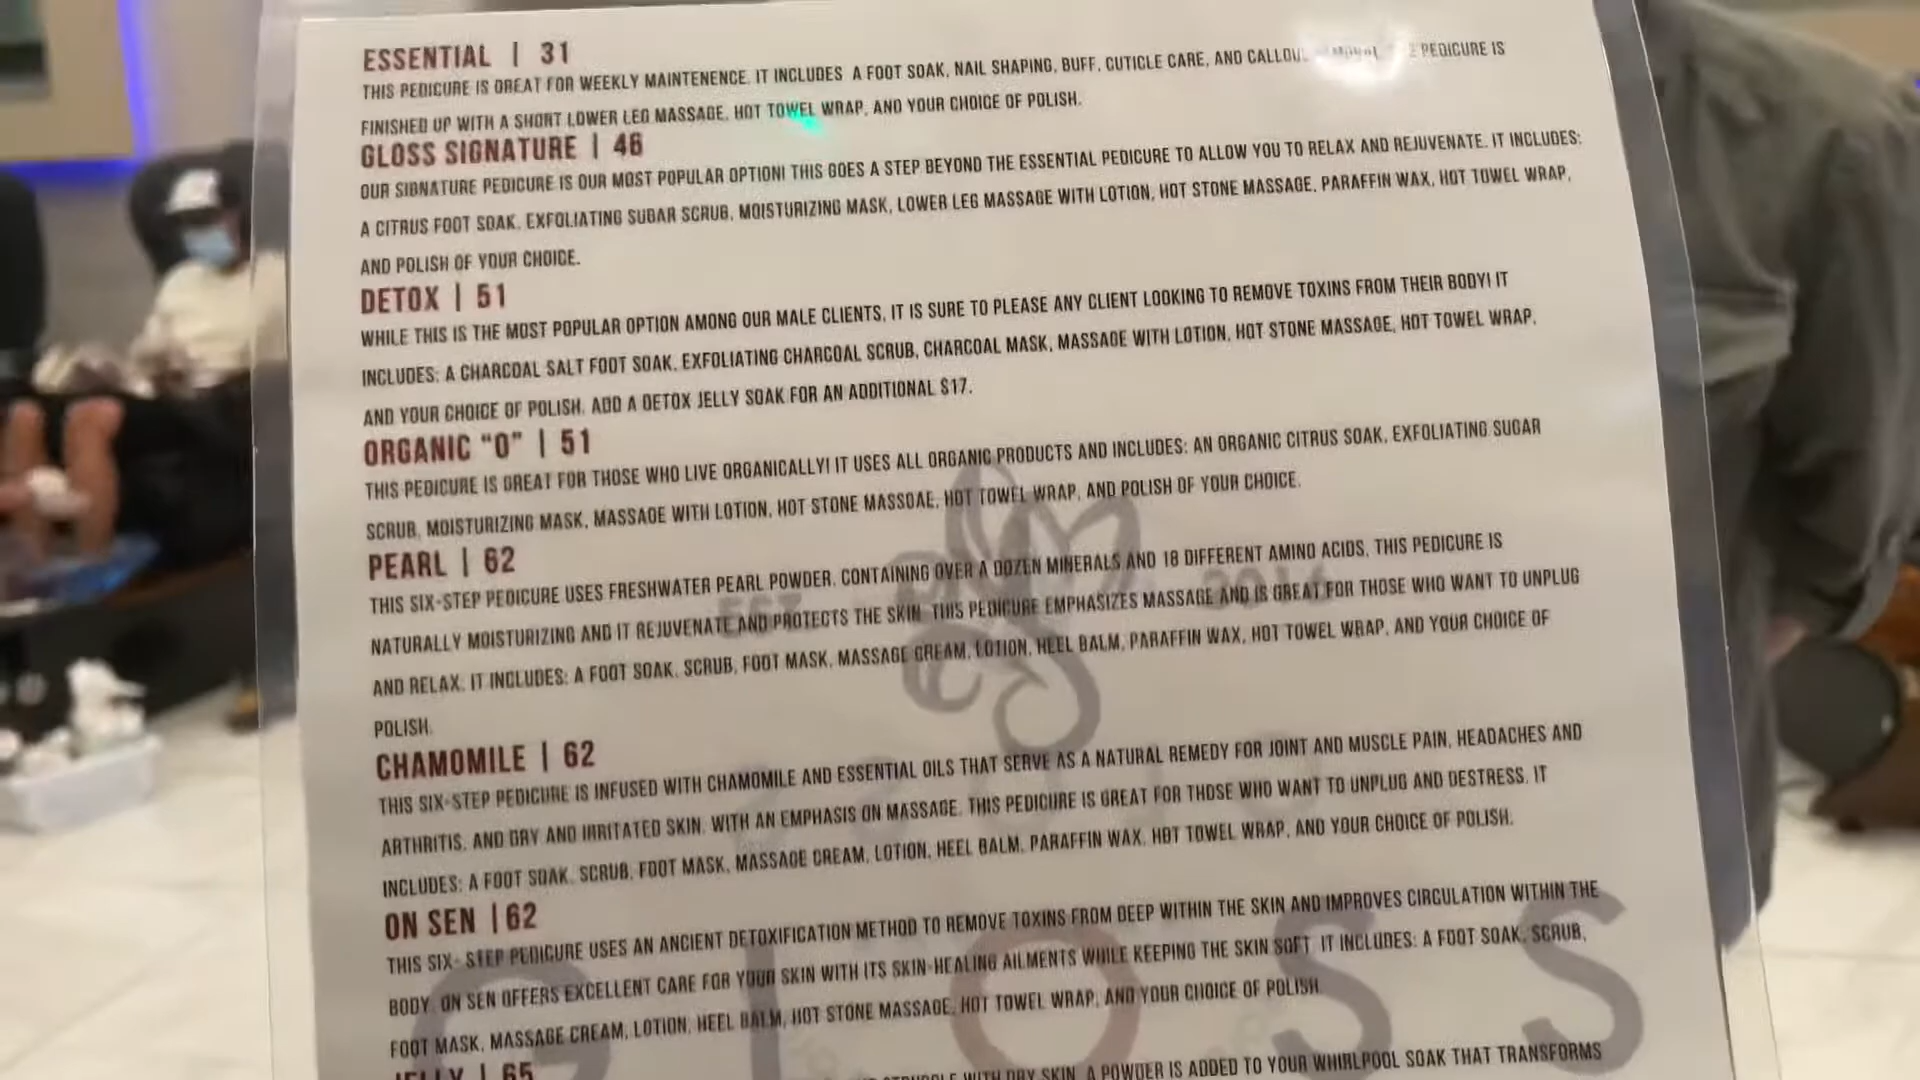 ESSENTIAL | 31
THIS PEDICURE IS GREAT FOR WEEKLY MAINTENENCE. IT INCLUDES A FOOT SOAK, NAIL SHAPING, BUFF, CUTICLE CARE, AND PEDICURE IS
FINISHED UP WITH A SHORT LOWER LEG MASSAGE, HOT TOWEL WRAP, AND YOUR CHOICE OF POLISH.
GLOSS SIGNATURE | 46
OUR SIGNATURE PEDICURE IS OUR MOST POPULAR OPTION! THIS GOES A STEP BEYOND THE ESSENTIAL PEDICURE TO ALLOW YOU TO RELAX AND REJUVENATE. IT INCLUDES:
A CITRUS FOOT SOAK, EXFOLIATING SUGAR SCRUB, MOISTURIZING MASK, LOWER LEG MASSAGE WITH LOTION, HOT STONE MASSAGE, PARAFFIN WAX, HOT TOWEL WRAP,
AND POLISH OF YOUR CHOICE.
DETOX | 51
WHILE THIS IS THE MOST POPULAR OPTION AMONG OUR MALE CLIENTS, IT IS SURE TO PLEASE ANY CLIENT LOOKING TO REMOVE TOXINS FROM THEIR BODY! IT
INCLUDES: A CHARCOAL SALT FOOT SOAK, EXFOLIATING CHARCOAL SCRUB, CHARCOAL MASK, MASSAGE WITH LOTION, HOT STONE MASSAGE, HOT TOWEL WRAP,
AND YOUR CHOICE OF POLISH. ADD A DETOX JELLY SOAK FOR AN ADDITIONAL $17.
ORGANIC "O" | 51
THIS PEDICURE IS GREAT FOR THOSE WHO LIVE ORGANICALLY! IT USES ALL ORGANIC PRODUCTS AND INCLUDES: AN ORGANIC CITRUS SOAK, EXFOLIATING SUGAR
SCRUB, MOISTURIZING MASK, MASSAGE WITH LOTION, HOT STONE MASSGAE, HOT TOWEL WRAP, AND POLISH OF YOUR CHOICE.
PEARL | 62
THIS SIX-STEP PEDICURE USES FRESHWATER PEARL POWDER. CONTAINING OVER A DOZEN MINERALS AND 18 DIFFERENT AMINO ACIDS, THIS PEDICURE IS
NATURALLY MOISTURIZING AND IT REJUVENATE AND PROTECTS THE SKIN. THIS PEDICURE EMPHASIZES MASSAGE AND IS GREAT FOR THOSE WHO WANT TO UNPLUG
AND RELAX. IT INCLUDES: A FOOT SOAK, SCRUB, FOOT MASK, MASSAGE CREAM, LOTION, HEEL BALM, PARAFFIN WAX, HOT TOWEL WRAP, AND YOUR CHOICE OF
POLISH.
CHAMOMILE | 62
THIS SIX-STEP PEDICURE IS INFUSED WITH CHAMOMILE AND ESSENTIAL OILS THAT SERVE AS A NATURAL REMEDY FOR JOINT AND MUSCLE PAIN, HEADACHES AND
ARTHRITIS, AND DRY AND IRRITATED SKIN. WITH AN EMPHASIS ON MASSAGE, THIS PEDICURE IS GREAT FOR THOSE WHO WANT TO UNPLUG AND DESTRESS. IT
INCLUDES: A FOOT SOAK, SCRUB, FOOT MASK, MASSAGE CREAM, LOTION, HEEL BALM, PARAFFIN WAX, HOT TOWEL WRAP, AND YOUR CHOICE OF POLISH.
ON SEN | 62
THIS SIX-STEP PEDICURE USES AN ANCIENT DETOXIFICATION METHOD TO REMOVE TOXINS FROM DEEP WITHIN THE SKIN AND IMPROVES CIRCULATION WITHIN THE
BODY. ON SEN OFFERS EXCELLENT CARE FOR YOUR SKIN WITH ITS SKIN-HEALING AILMENTS WHILE KEEPING THE SKIN SOFT. IT INCLUDES: A FOOT SOAK, SCRUB,
FOOT MASK, MASSAGE CREAM, LOTION, HEEL BALM, HOT STONE MASSAGE, HOT TOWEL WRAP, AND YOUR CHOICE OF POLISH.
JELLY | 65
STRUGGLE WITH DRY SKIN. A POWDER IS ADDED TO YOUR WHIRLPOOL SOAK THAT TRANSFORMS
EST. 2016
GLOSS